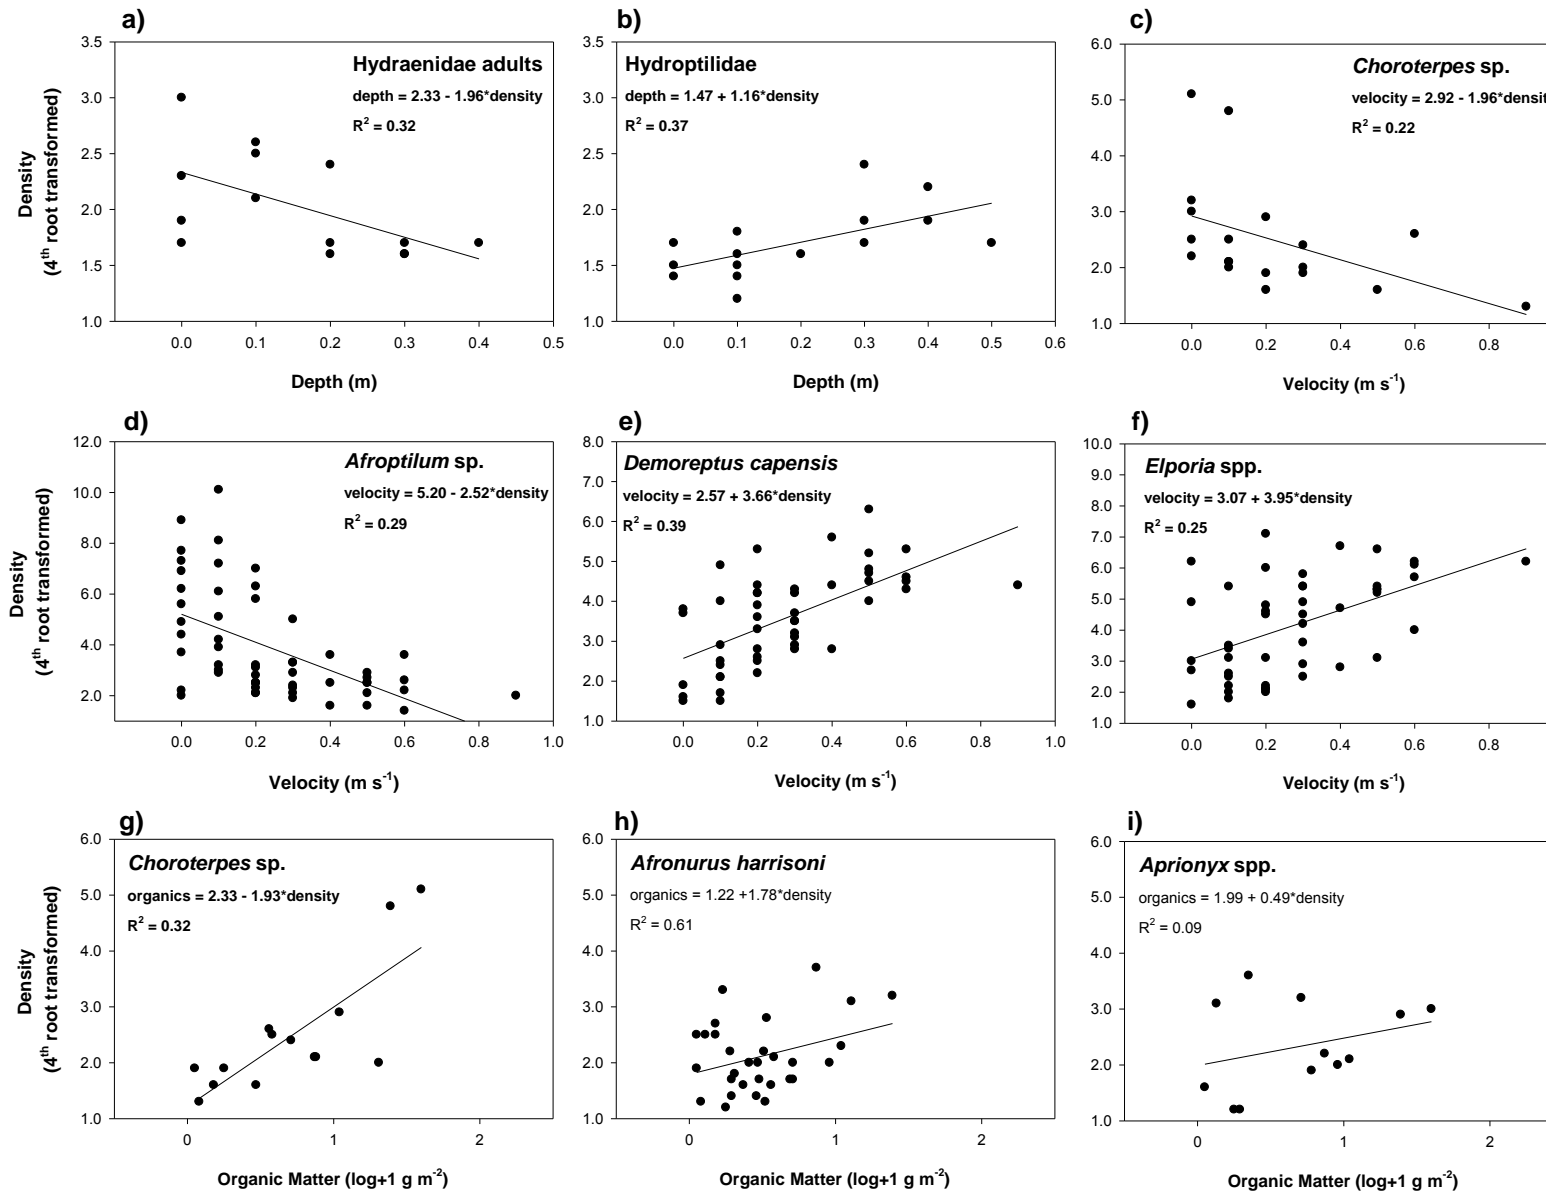 a)
Hydraenidae adults
depth = 2.33 - 1.96*density
R² = 0.32
Density
(4th root transformed)
3.5
3.0
2.5
2.0
1.5
1.0
0.0 0.1 0.2 0.3 0.4 0.5
Depth (m)
b)
Hydroptilidae
depth = 1.47 + 1.16*density
R² = 0.37
3.5
3.0
2.5
2.0
1.5
1.0
0.0 0.1 0.2 0.3 0.4 0.5 0.6
Depth (m)
c)
Choroterpes sp.
velocity = 2.92 - 1.96*densit
R² = 0.22
6.0
5.0
4.0
3.0
2.0
1.0
0.0 0.2 0.4 0.6 0.8
Velocity (m s⁻¹)
d)
Afroptilum sp.
velocity = 5.20 - 2.52*density
R² = 0.29
Density
(4th root transformed)
12.0
10.0
8.0
6.0
4.0
2.0
0.0 0.2 0.4 0.6 0.8 1.0
Velocity (m s⁻¹)
e)
Demoreptus capensis
velocity = 2.57 + 3.66*density
R² = 0.39
8.0
7.0
6.0
5.0
4.0
3.0
2.0
1.0
0.0 0.2 0.4 0.6 0.8 1.0
Velocity (m s⁻¹)
f)
Elporia spp.
velocity = 3.07 + 3.95*density
R² = 0.25
10.0
9.0
8.0
7.0
6.0
5.0
4.0
3.0
2.0
1.0
0.0 0.2 0.4 0.6 0.8
Velocity (m s⁻¹)
g)
Choroterpes sp.
organics = 2.33 - 1.93*density
R² = 0.32
Density
(4th root transformed)
6.0
5.0
4.0
3.0
2.0
1.0
0 1 2
Organic Matter (log+1 g m⁻²)
h)
Afronurus harrisoni
organics = 1.22 +1.78*density
R² = 0.61
6.0
5.0
4.0
3.0
2.0
1.0
0 1 2
Organic Matter (log+1 g m⁻²)
i)
Aprionyx spp.
organics = 1.99 + 0.49*density
R² = 0.09
6.0
5.0
4.0
3.0
2.0
1.0
0 1 2
Organic Matter (log+1 g m⁻²)